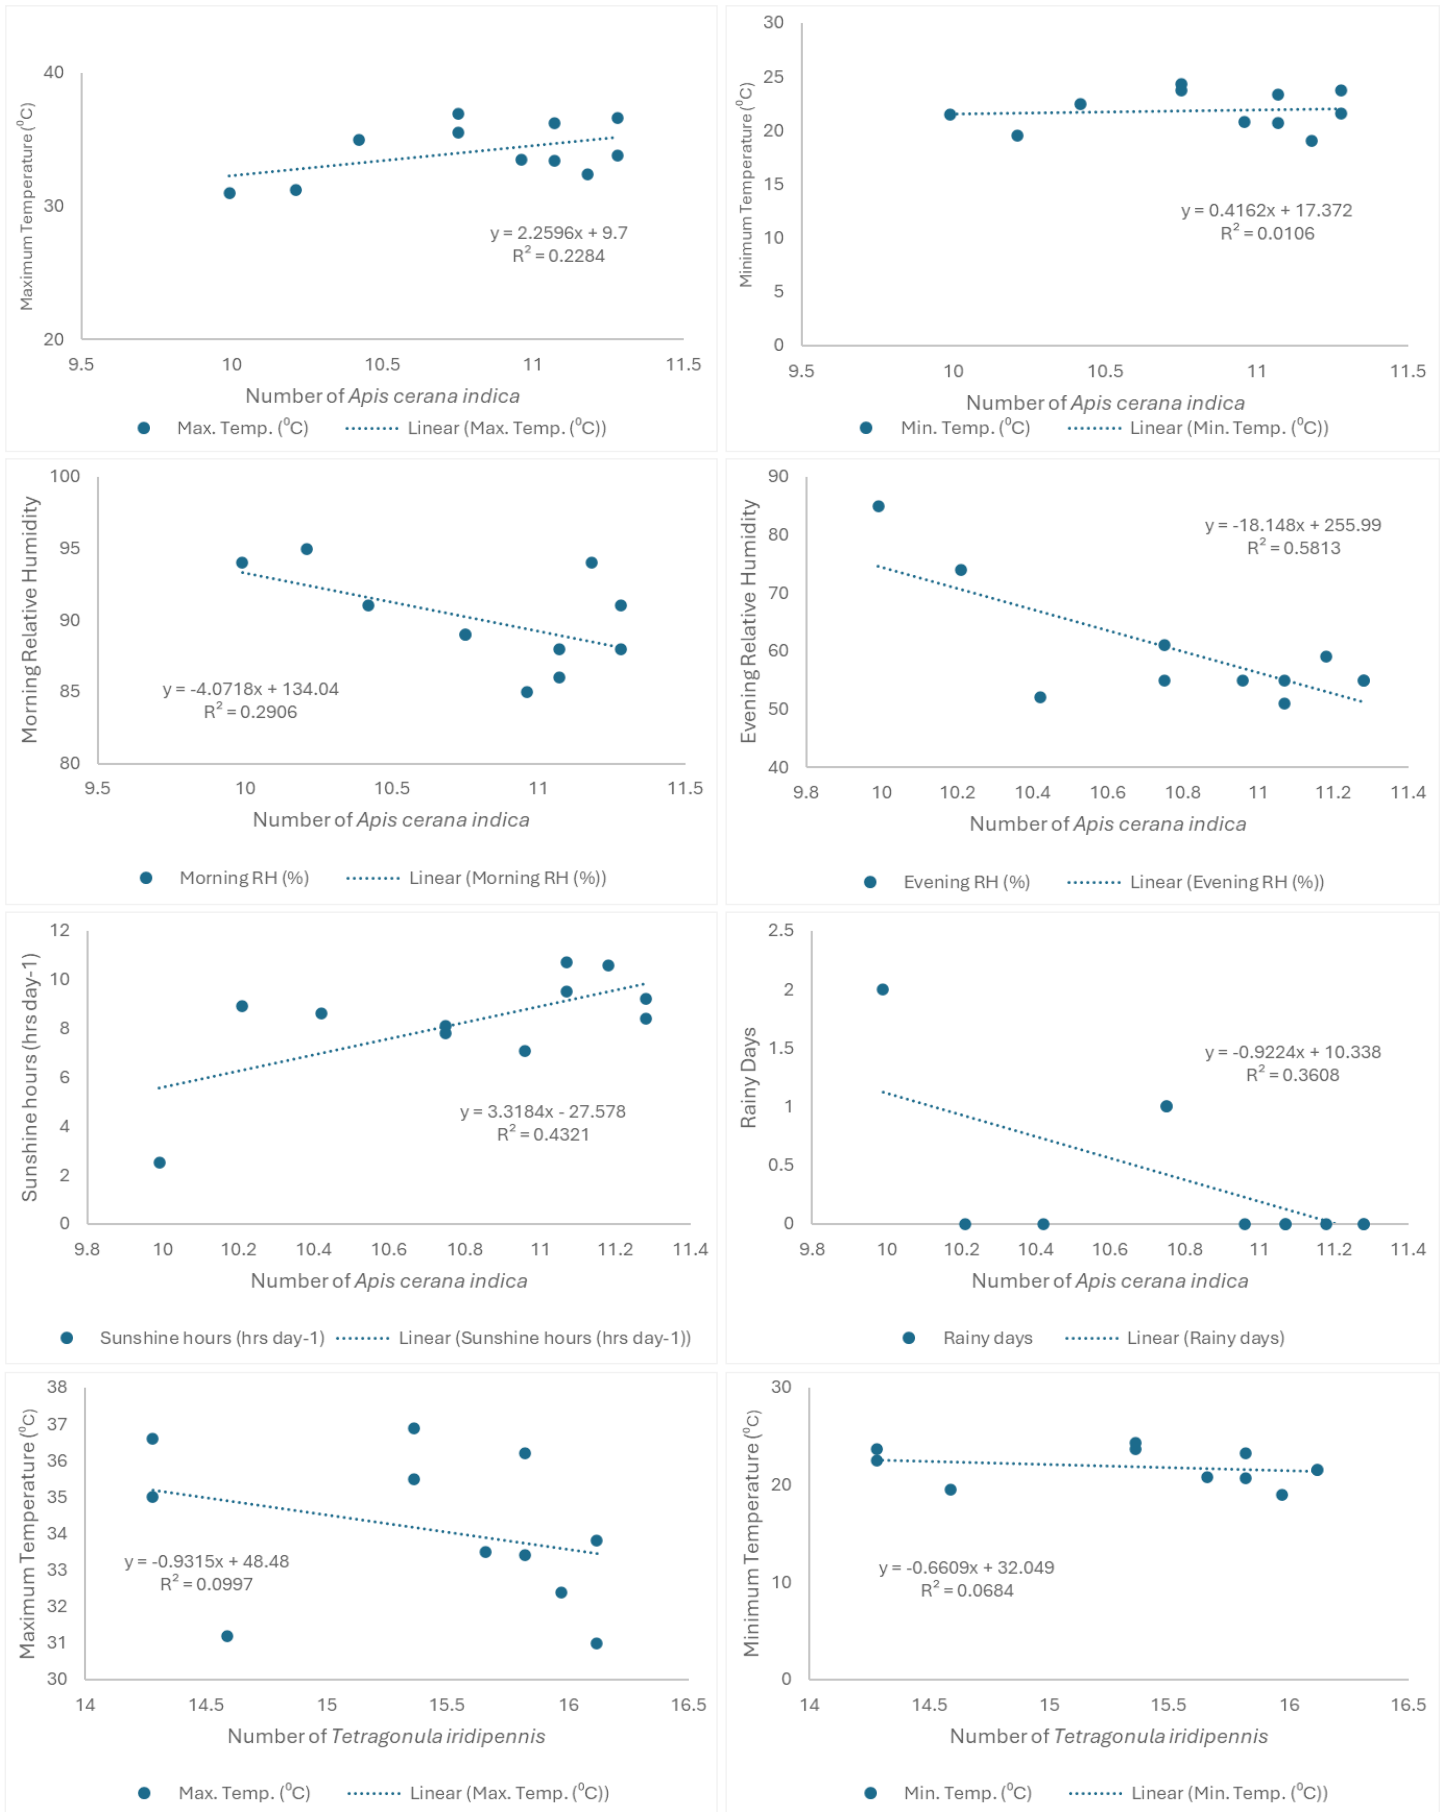 40
30
20
Maximum Temperature (⁰C)
y = 2.2596x + 9.7
R² = 0.2284
9.5 10 10.5 11 11.5
Number of Apis cerana indica
Max. Temp. (⁰C) Linear (Max. Temp. (⁰C))
30
25
20
15
10
5
0
Minimum Temperature (⁰C)
y = 0.4162x + 17.372
R² = 0.0106
9.5 10 10.5 11 11.5
Number of Apis cerana indica
Min. Temp. (⁰C) Linear (Min. Temp. (⁰C))
100
95
90
85
80
Morning Relative Humidity
y = -4.0718x + 134.04
R² = 0.2906
9.5 10 10.5 11 11.5
Number of Apis cerana indica
Morning RH (%) Linear (Morning RH (%))
90
80
70
60
50
40
Evening Relative Humidity
y = -18.148x + 255.99
R² = 0.5813
9.8 10 10.2 10.4 10.6 10.8 11 11.2 11.4
Number of Apis cerana indica
Evening RH (%) Linear (Evening RH (%))
12
10
8
6
4
2
0
Sunshine hours (hrs day-1)
y = 3.3184x - 27.578
R² = 0.4321
9.8 10 10.2 10.4 10.6 10.8 11 11.2 11.4
Number of Apis cerana indica
Sunshine hours (hrs day-1) Linear (Sunshine hours (hrs day-1))
2.5
2
1.5
1
0.5
0
Rainy Days
y = -0.9224x + 10.338
R² = 0.3608
9.8 10 10.2 10.4 10.6 10.8 11 11.2 11.4
Number of Apis cerana indica
Rainy days Linear (Rainy days)
38
37
36
35
34
33
32
31
30
Maximum Temperature (⁰C)
y = -0.9315x + 48.48
R² = 0.0997
14 14.5 15 15.5 16 16.5
Number of Tetragonula iridipennis
Max. Temp. (⁰C) Linear (Max. Temp. (⁰C))
30
20
10
0
Minimum Temperature (⁰C)
y = -0.6609x + 32.049
R² = 0.0684
14 14.5 15 15.5 16 16.5
Number of Tetragonula iridipennis
Min. Temp. (⁰C) Linear (Min. Temp. (⁰C))